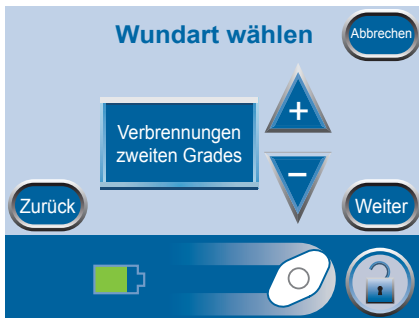 Wundart wählen
Abbrechen
+
Verbrennungen
zweiten Grades
−
Zurück
Weiter